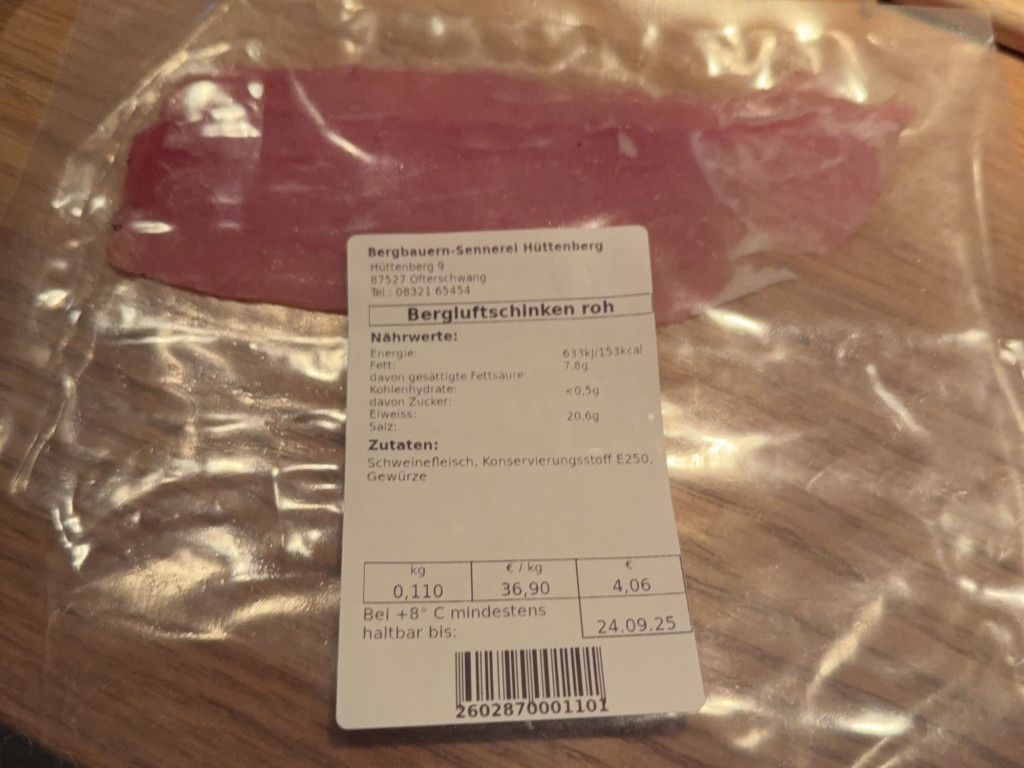 Bergbauern-Sennerei Hüttenberg
Hüttenberg 9
87527 Ofterschwang
Tel.: 08321 65454
Bergluftschinken roh
Nährwerte:
Energie: 633kJ/153kcal
Fett: 7.8g
davon gesättigte Fettsäure:
Kohlenhydrate: <0,5g
davon Zucker:
Eiweiss: 20,6g
Salz:
Zutaten:
Schweinefleisch, Konservierungsstoff E250,
Gewürze
kg € / kg €
0,110 36,90 4,06
Bei +8° C mindestens
haltbar bis: 24.09.25
2602870001101